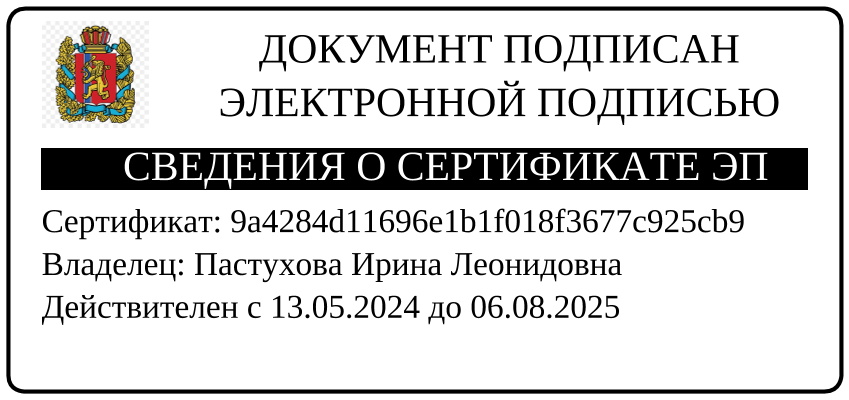 ДОКУМЕНТ ПОДПИСАН
ЭЛЕКТРОННОЙ ПОДПИСЬЮ
СВЕДЕНИЯ О СЕРТИФИКАТЕ ЭП
Сертификат: 9a4284d11696e1b1f018f3677c925cb9
Владелец: Пастухова Ирина Леонидовна
Действителен с 13.05.2024 до 06.08.2025